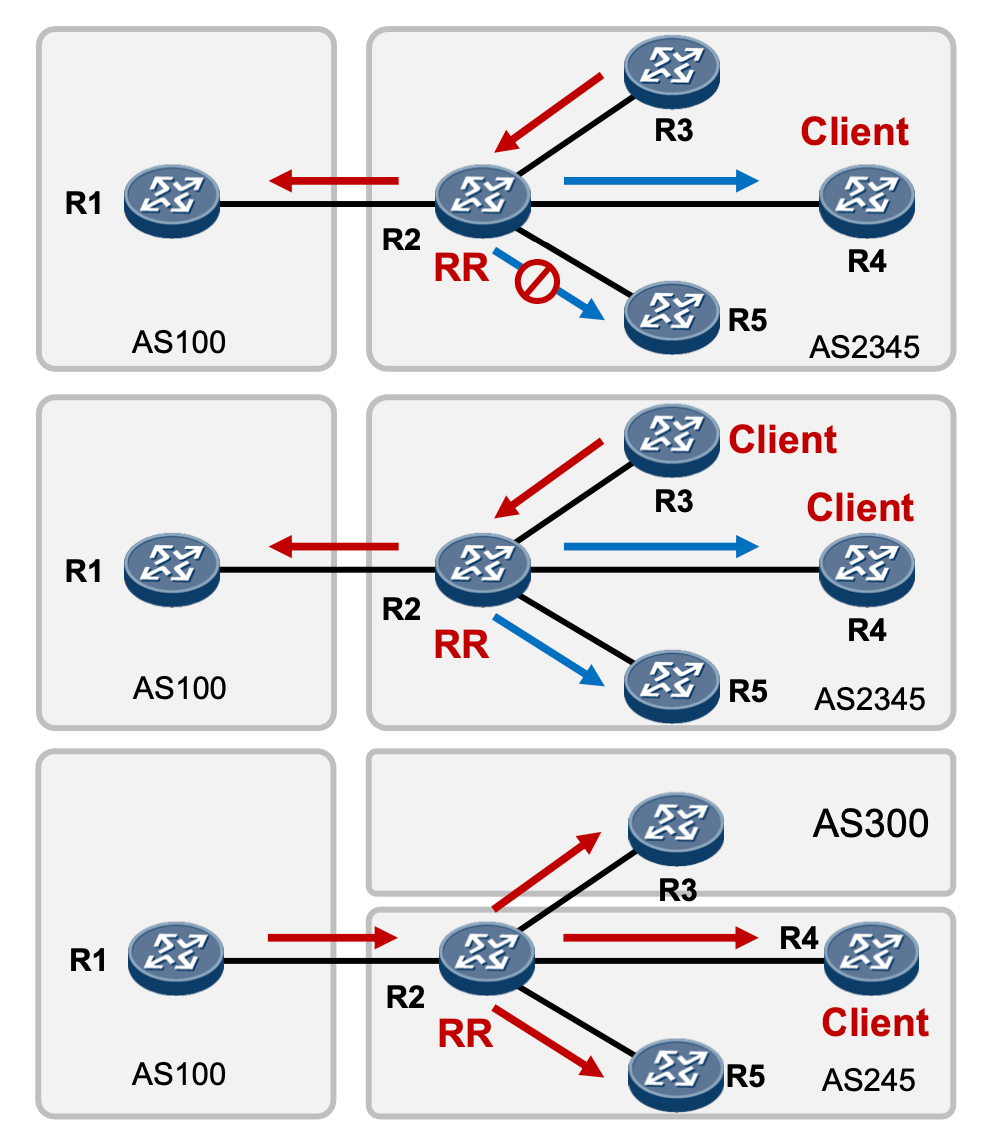 R3
Client
R1
R2
R4
RR
R5
AS100
AS2345
Client
R3
Client
R1
R2
R4
RR
R5
AS100
AS2345
AS300
R3
R4
R1
R2
Client
RR
R5
AS100
AS245